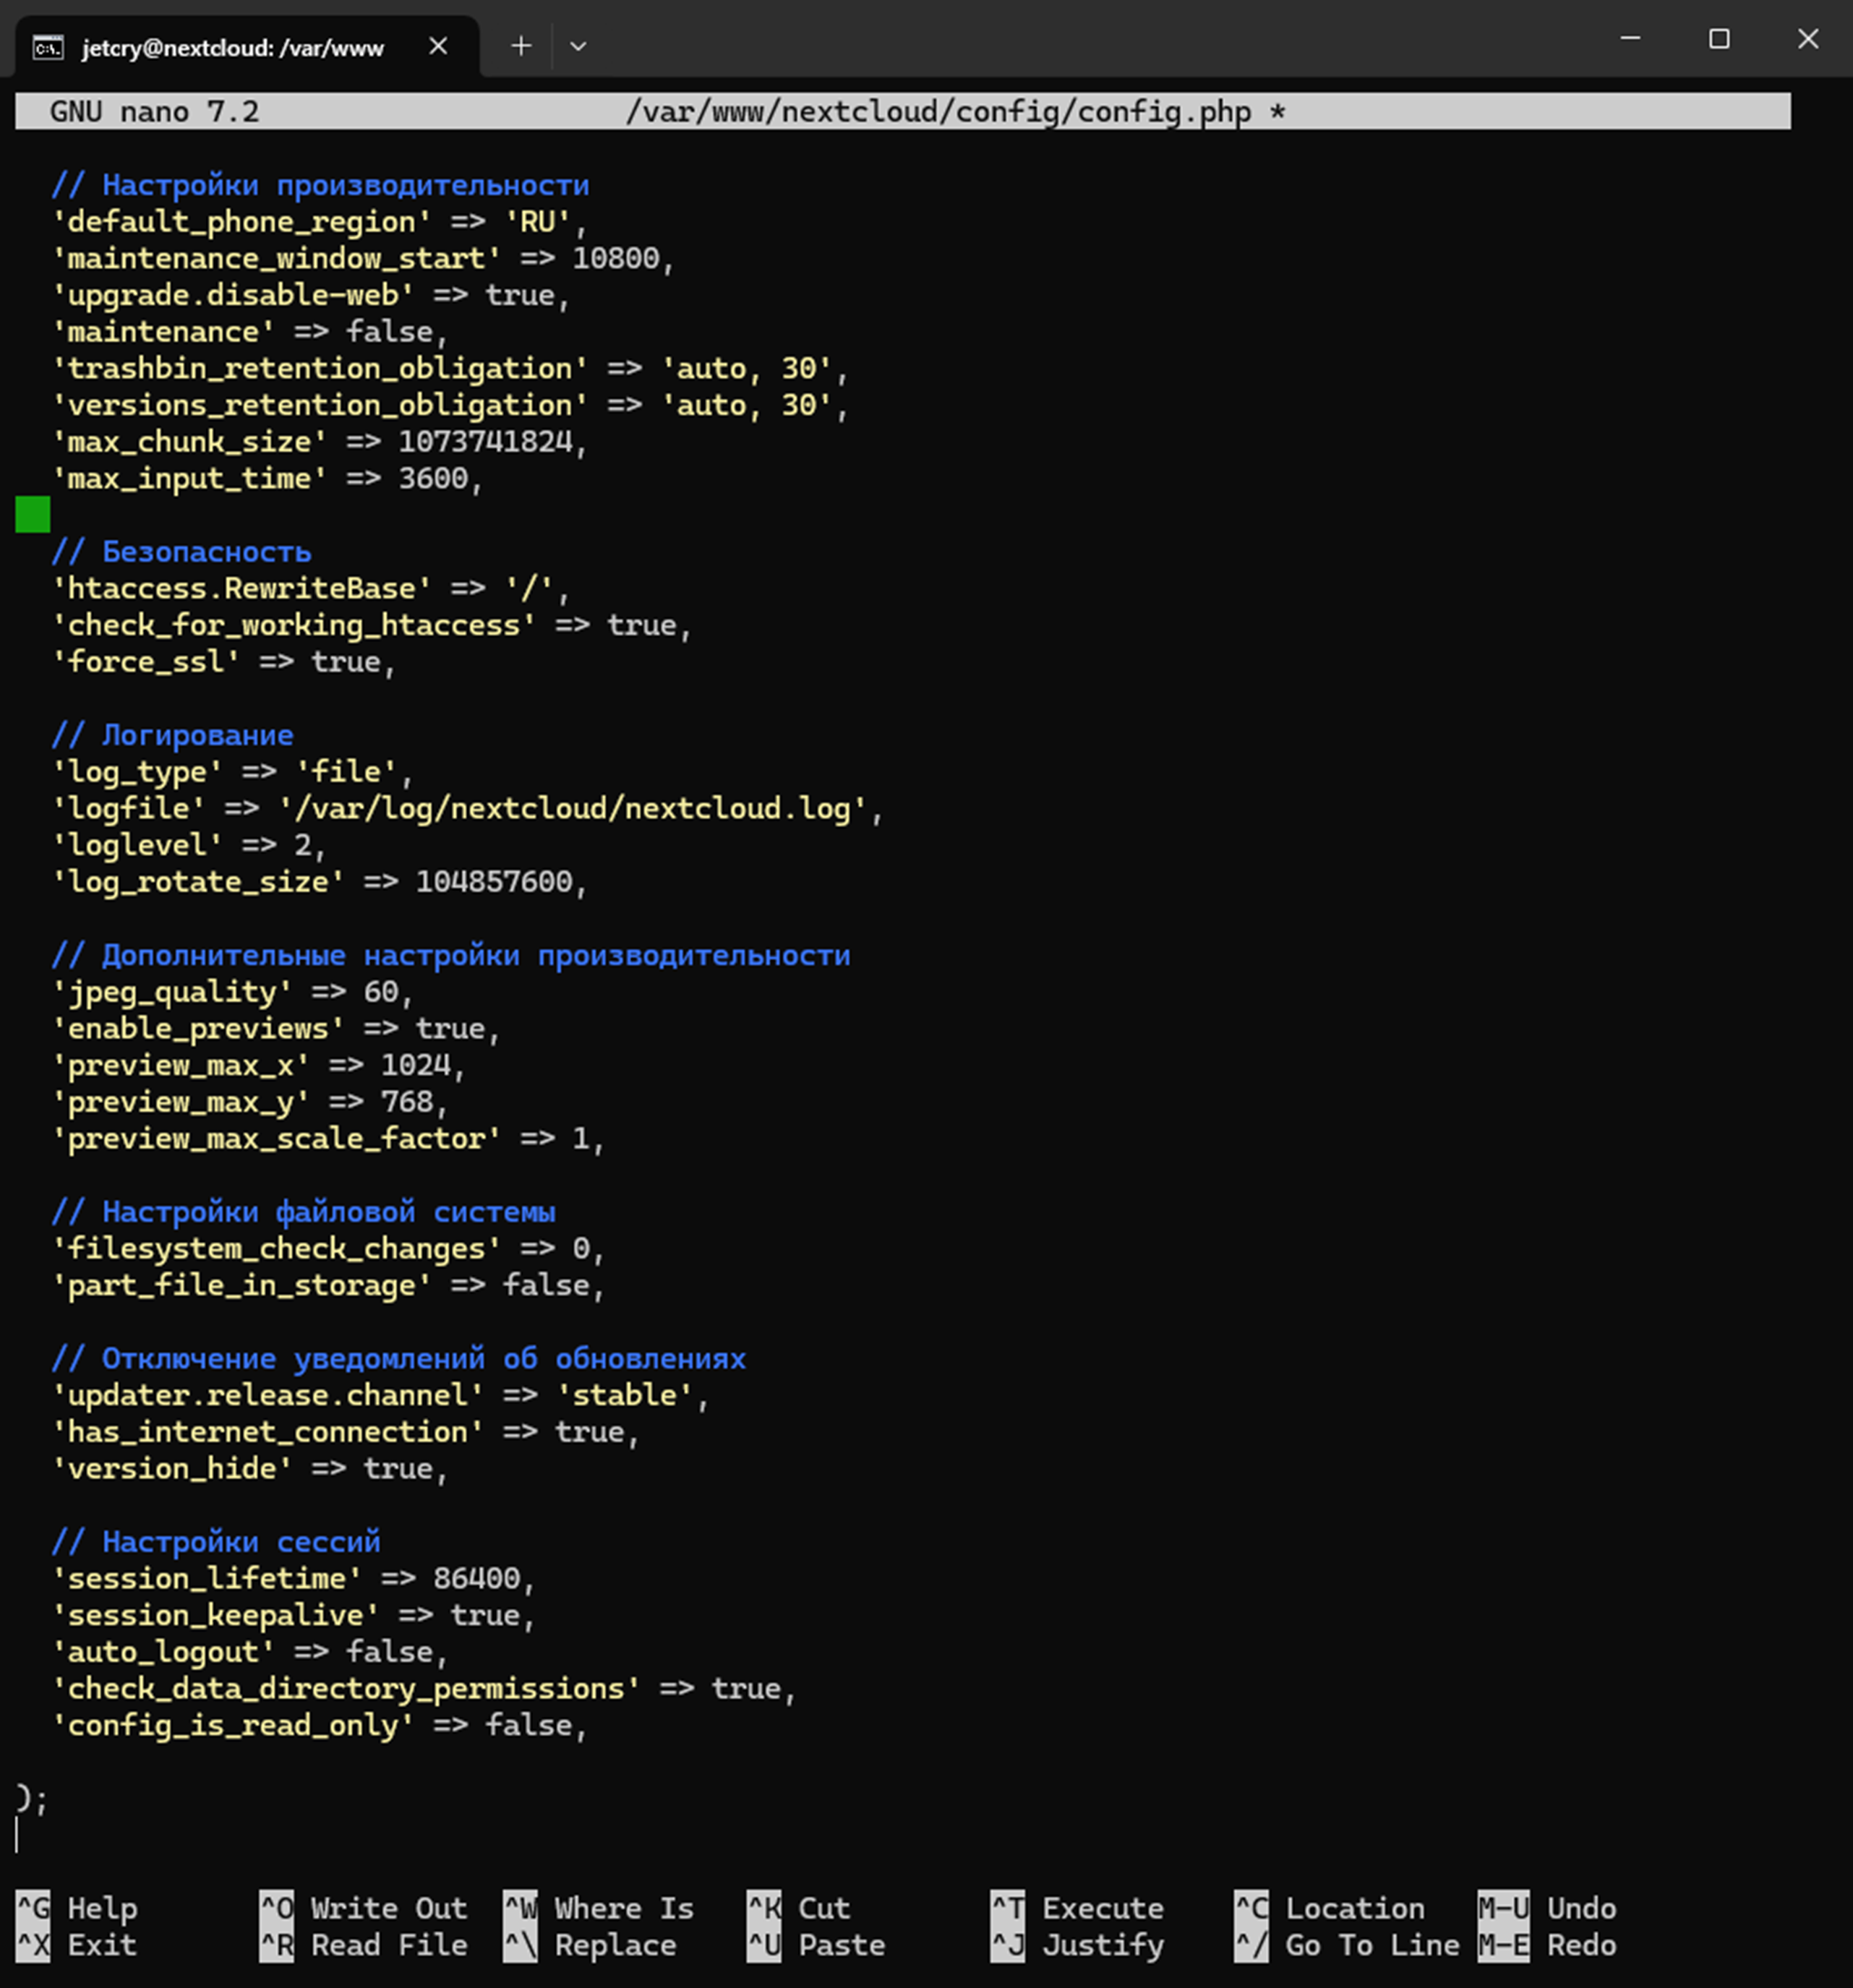 jetcry@nextcloud: /var/www
GNU nano 7.2 /var/www/nextcloud/config/config.php *
// Настройки производительности
'default_phone_region' => 'RU',
'maintenance_window_start' => 10800,
'upgrade.disable-web' => true,
'maintenance' => false,
'trashbin_retention_obligation' => 'auto, 30',
'versions_retention_obligation' => 'auto, 30',
'max_chunk_size' => 1073741824,
'max_input_time' => 3600,
// Безопасность
'htaccess.RewriteBase' => '/',
'check_for_working_htaccess' => true,
'force_ssl' => true,
// Логирование
'log_type' => 'file',
'logfile' => '/var/log/nextcloud/nextcloud.log',
'loglevel' => 2,
'log_rotate_size' => 104857600,
// Дополнительные настройки производительности
'jpeg_quality' => 60,
'enable_previews' => true,
'preview_max_x' => 1024,
'preview_max_y' => 768,
'preview_max_scale_factor' => 1,
// Настройки файловой системы
'filesystem_check_changes' => 0,
'part_file_in_storage' => false,
// Отключение уведомлений об обновлениях
'updater.release.channel' => 'stable',
'has_internet_connection' => true,
'version_hide' => true,
// Настройки сессий
'session_lifetime' => 86400,
'session_keepalive' => true,
'auto_logout' => false,
'check_data_directory_permissions' => true,
'config_is_read_only' => false,
);
^G Help ^O Write Out ^W Where Is ^K Cut ^T Execute ^C Location M-U Undo
^X Exit ^R Read File ^\ Replace ^U Paste ^J Justify ^/ Go To Line M-E Redo